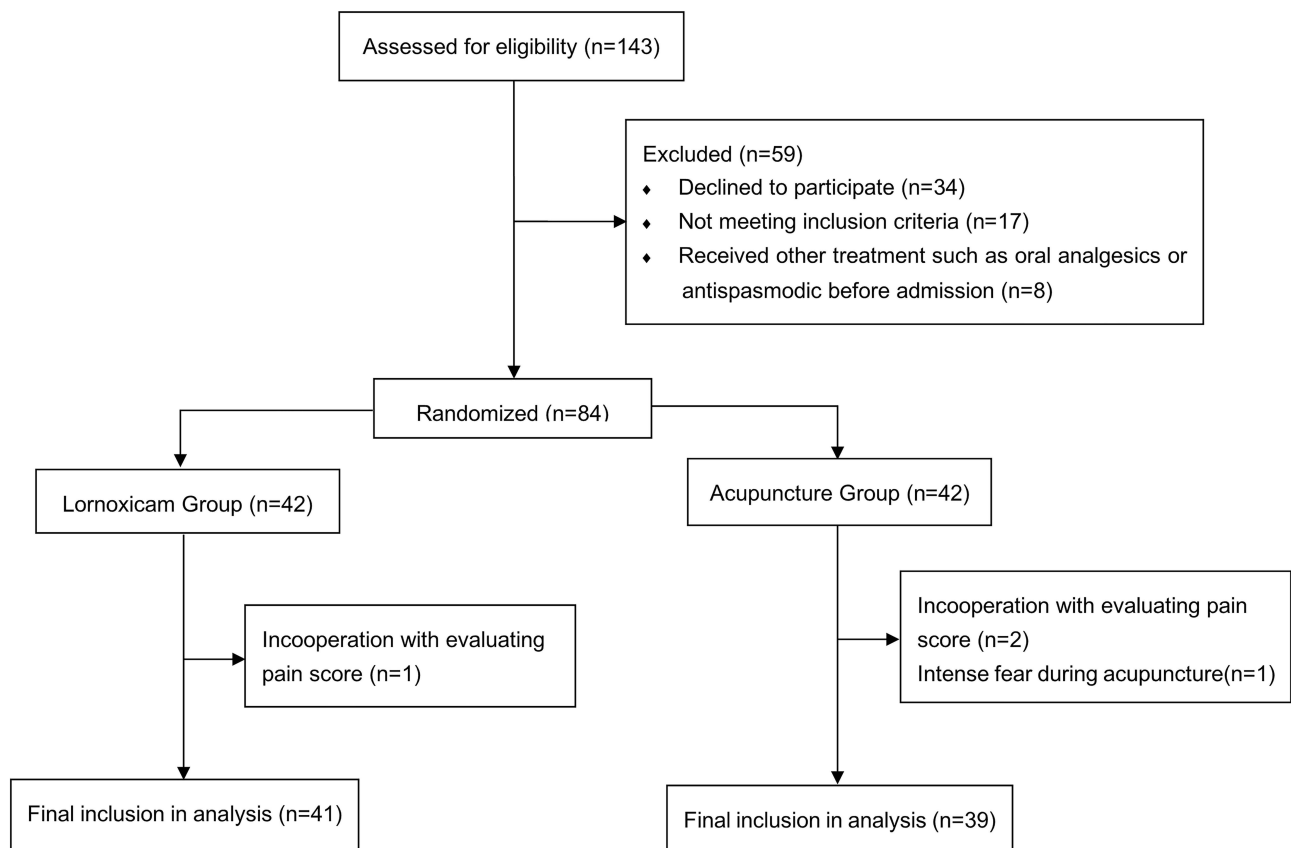 Assessed for eligibility (n=143)
Excluded (n=59)
♦ Declined to participate (n=34)
♦ Not meeting inclusion criteria (n=17)
♦ Received other treatment such as oral analgesics or
antispasmodic before admission (n=8)
Randomized (n=84)
Lornoxicam Group (n=42)
Acupuncture Group (n=42)
Incooperation with evaluating
pain score (n=1)
Incooperation with evaluating pain
score (n=2)
Intense fear during acupuncture(n=1)
Final inclusion in analysis (n=41)
Final inclusion in analysis (n=39)